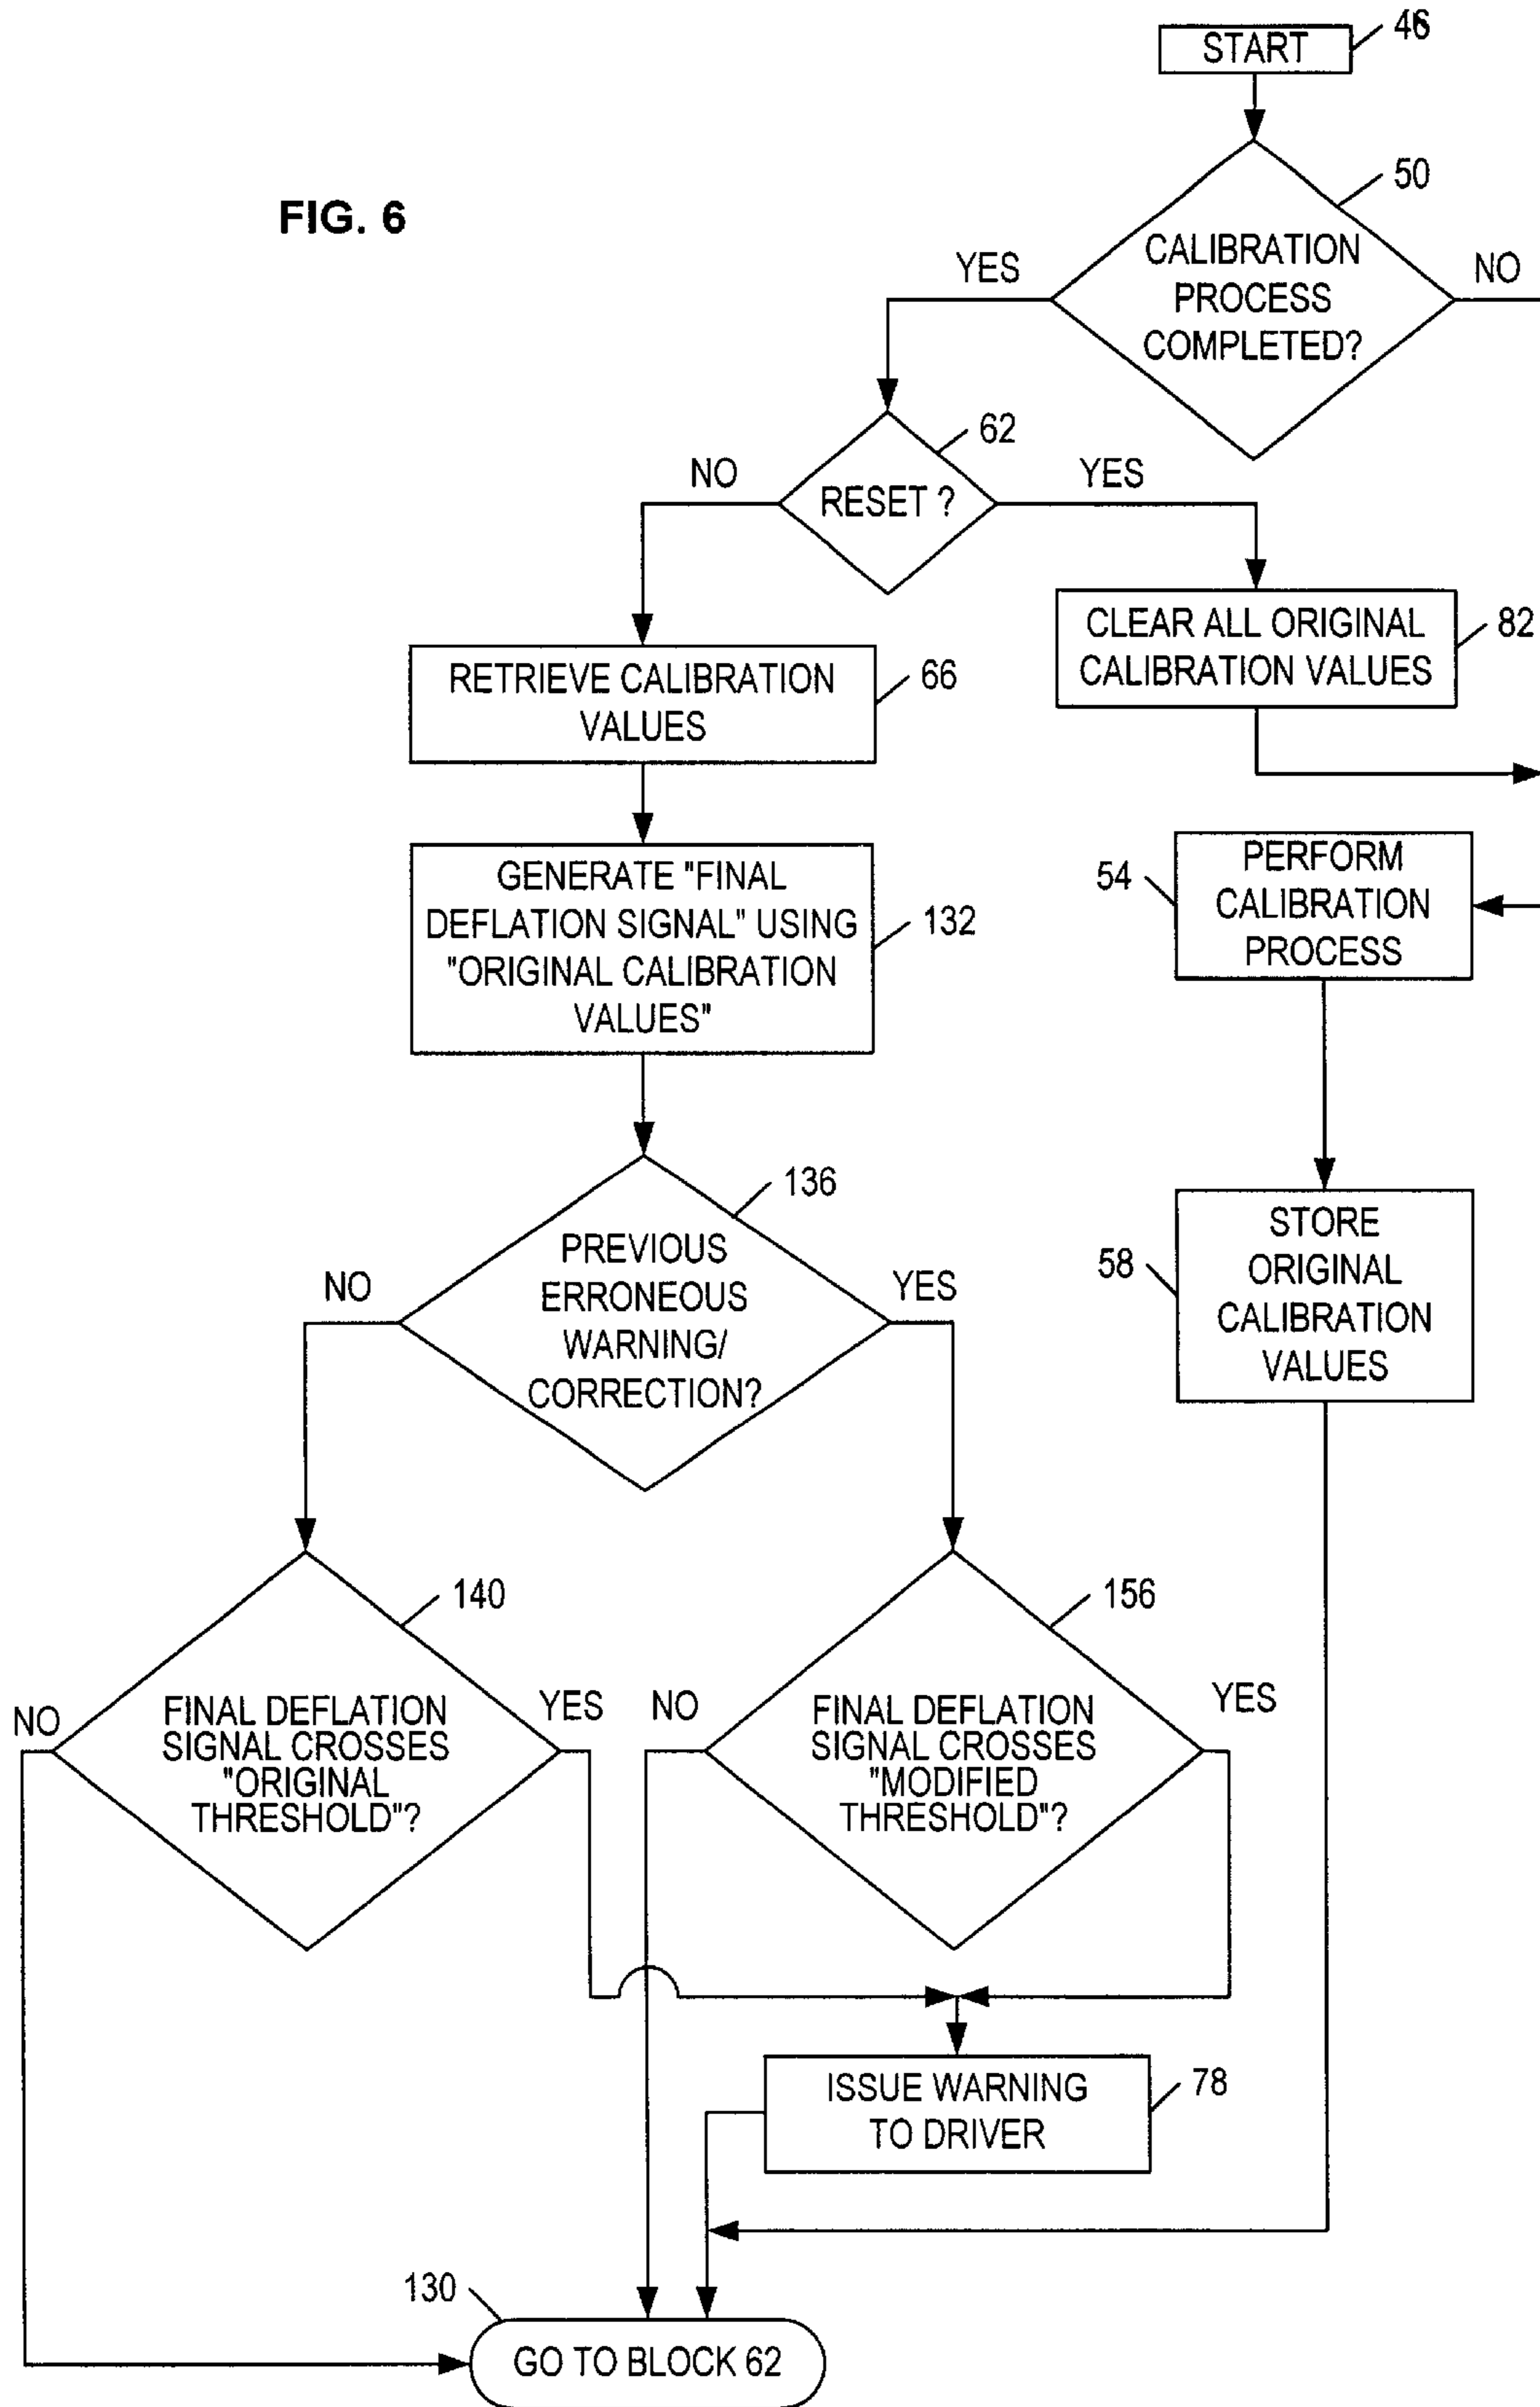 FIG. 6
START
46
50
CALIBRATION
PROCESS
COMPLETED?
YES
NO
62
RESET ?
NO
YES
RETRIEVE CALIBRATION
VALUES
66
CLEAR ALL ORIGINAL
CALIBRATION VALUES
82
GENERATE "FINAL
DEFLATION SIGNAL" USING
"ORIGINAL CALIBRATION
VALUES"
132
54
PERFORM
CALIBRATION
PROCESS
136
PREVIOUS
ERRONEOUS
WARNING/
CORRECTION?
NO
YES
58
STORE
ORIGINAL
CALIBRATION
VALUES
140
FINAL DEFLATION
SIGNAL CROSSES
"ORIGINAL
THRESHOLD"?
NO
YES
156
FINAL DEFLATION
SIGNAL CROSSES
"MODIFIED
THRESHOLD"?
NO
YES
ISSUE WARNING
TO DRIVER
78
130
GO TO BLOCK 62